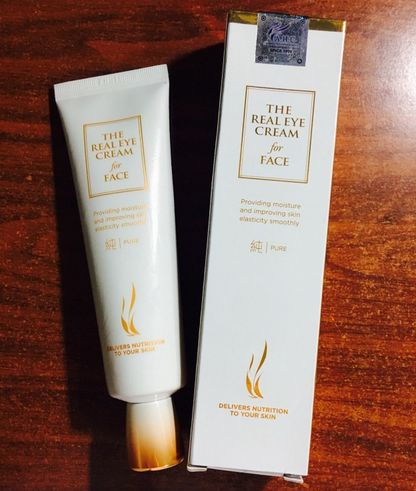 THE
REAL EYE
CREAM
for
FACE
Providing moisture
and improving skin
elasticity smoothly
純 | PURE
DELIVERS NUTRITION
TO YOUR SKIN
SINCE 1971
THE
REAL EYE
CREAM
for
FACE
Providing moisture
and improving skin
elasticity smoothly
純 | PURE
DELIVERS NUTRITION
TO YOUR SKIN